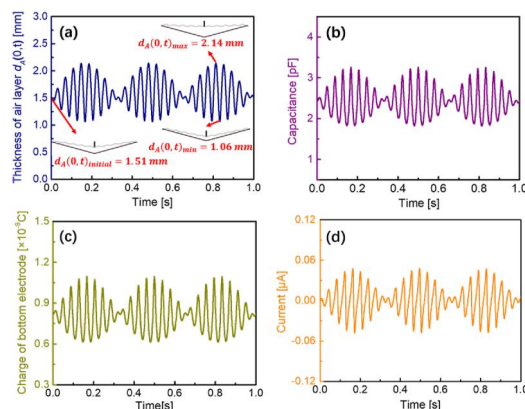 (a)
d_A(0,t)_max = 2.14 mm
d_A(0,t)_min = 1.06 mm
d_A(0,t)_initial = 1.51 mm
Thickness of air layer d_A(0,t) [mm]
3.0
2.5
2.0
1.5
1.0
0.5
0.0
0.0 0.2 0.4 0.6 0.8 1.0
Time [s]
(b)
Capacitance [pF]
4
3
2
1
0
0.0 0.2 0.4 0.6 0.8 1.0
Time [s]
(c)
Charge of bottom electrode [×10⁻⁹C]
1.5
1.2
0.9
0.6
0.3
0.0 0.2 0.4 0.6 0.8 1.0
Time[s]
(d)
Current [μA]
0.12
0.06
0.00
-0.06
-0.12
0.0 0.2 0.4 0.6 0.8 1.0
Time[s]